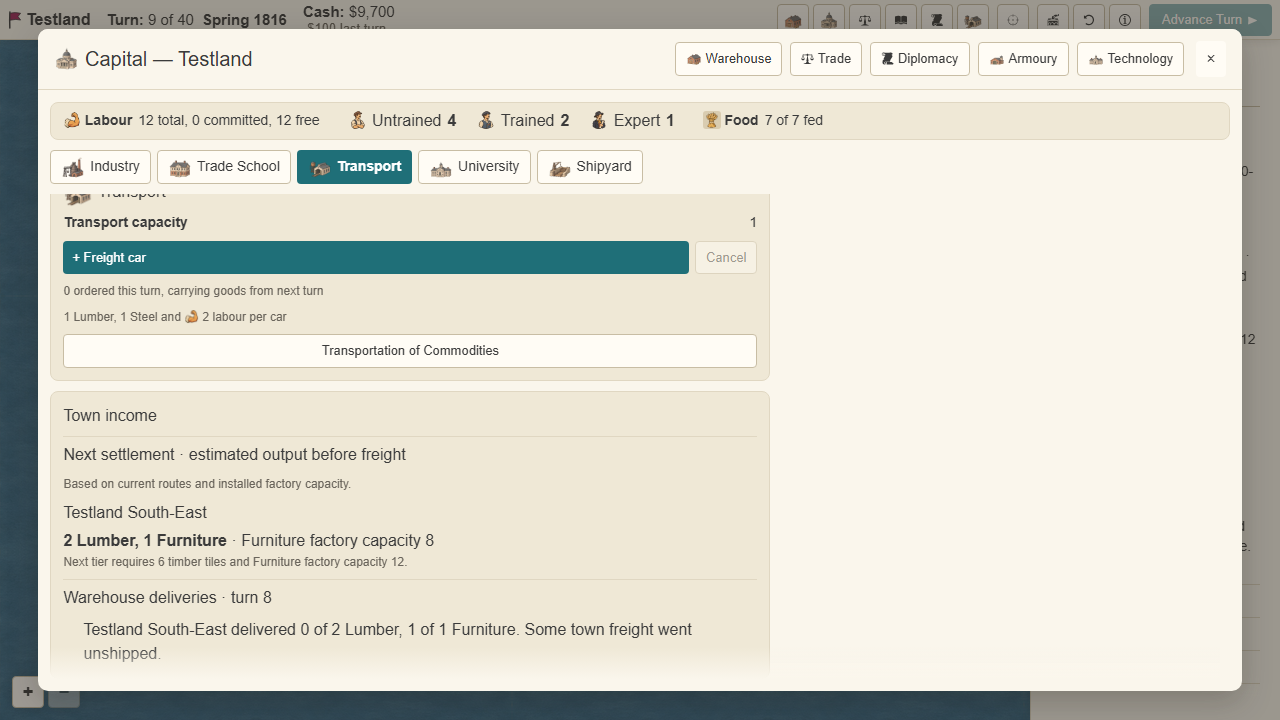 Testland Turn: 9 of 40 Spring 1816 Cash: $9,700
$100 last turn
Advance Turn ►
Capital — Testland
Warehouse
Trade
Diplomacy
Armoury
Technology
×
Labour 12 total, 0 committed, 12 free Untrained 4 Trained 2 Expert 1 Food 7 of 7 fed
Industry
Trade School
Transport
University
Shipyard
Transport
Transport capacity 1
+ Freight car
Cancel
0 ordered this turn, carrying goods from next turn
1 Lumber, 1 Steel and 2 labour per car
Transportation of Commodities
Town income
Next settlement · estimated output before freight
Based on current routes and installed factory capacity.
Testland South-East
2 Lumber, 1 Furniture · Furniture factory capacity 8
Next tier requires 6 timber tiles and Furniture factory capacity 12.
Warehouse deliveries · turn 8
Testland South-East delivered 0 of 2 Lumber, 1 of 1 Furniture. Some town freight went
unshipped.
+
−
12